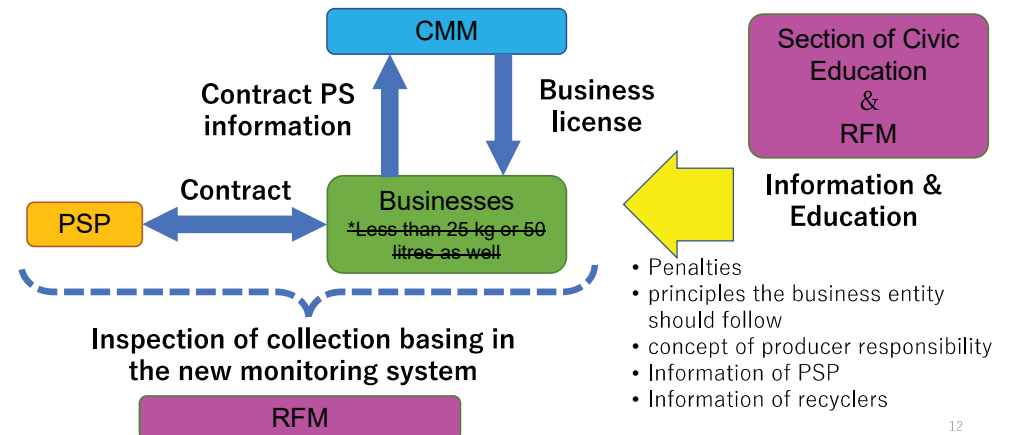 CMM
Section of Civic
Education
&
RFM
Contract PS
information
Business
license
Contract
PSP
Businesses
*Less than 25 kg or 50
litres as well
Information &
Education
• Penalties
• principles the business entity
should follow
• concept of producer responsibility
• Information of PSP
• Information of recyclers
Inspection of collection basing in
the new monitoring system
RFM
12